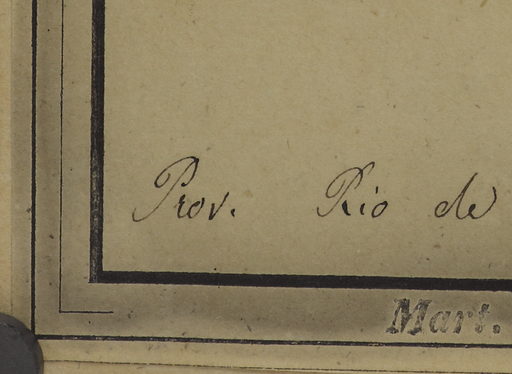 Prov. Rio de
Mart.